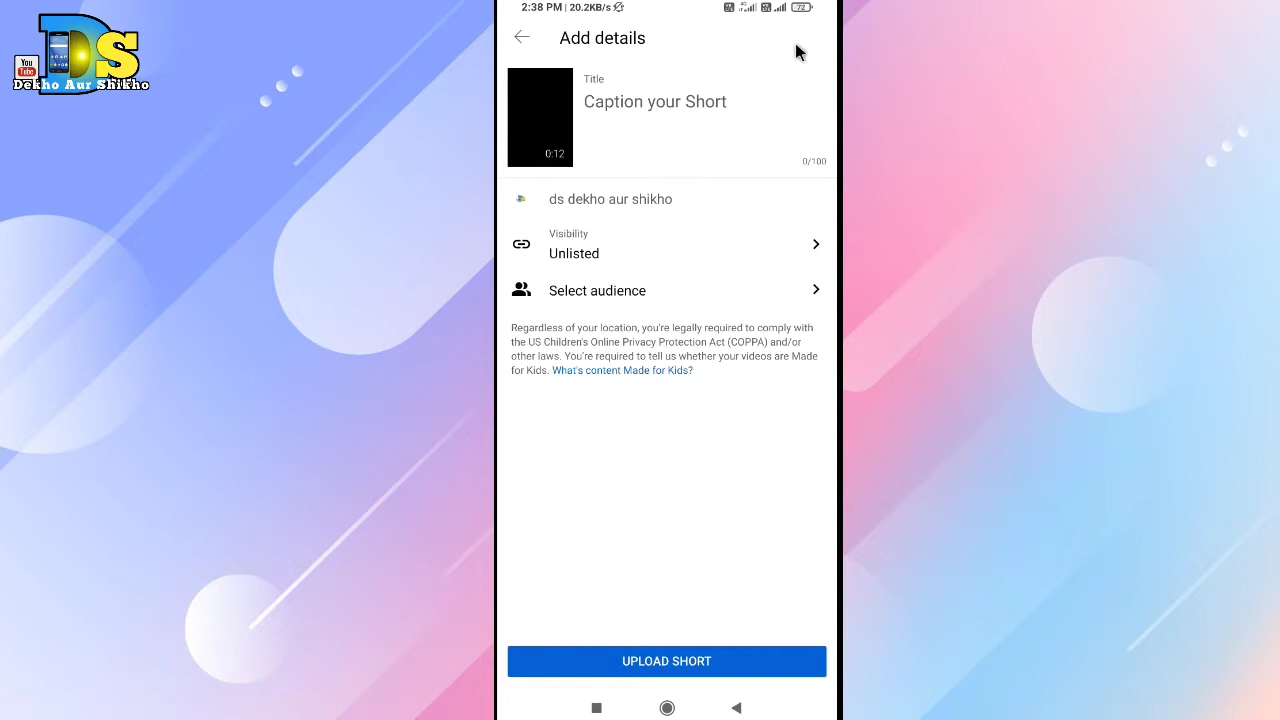 2:38 PM | 20.2KB/s
72
DS
You
Tube
Dekho Aur Shikho
Add details
Title
Caption your Short
0:12
0/100
ds dekho aur shikho
Visibility
Unlisted
Select audience
Regardless of your location, you're legally required to comply with
the US Children's Online Privacy Protection Act (COPPA) and/or
other laws. You're required to tell us whether your videos are Made
for Kids. What's content Made for Kids?
UPLOAD SHORT